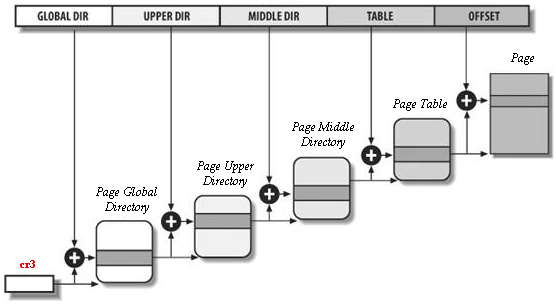 GLOBAL DIR UPPER DIR MIDDLE DIR TABLE OFFSET
Page
Page Table
Page Middle
Directory
Page Upper
Directory
Page Global
Directory
cr3